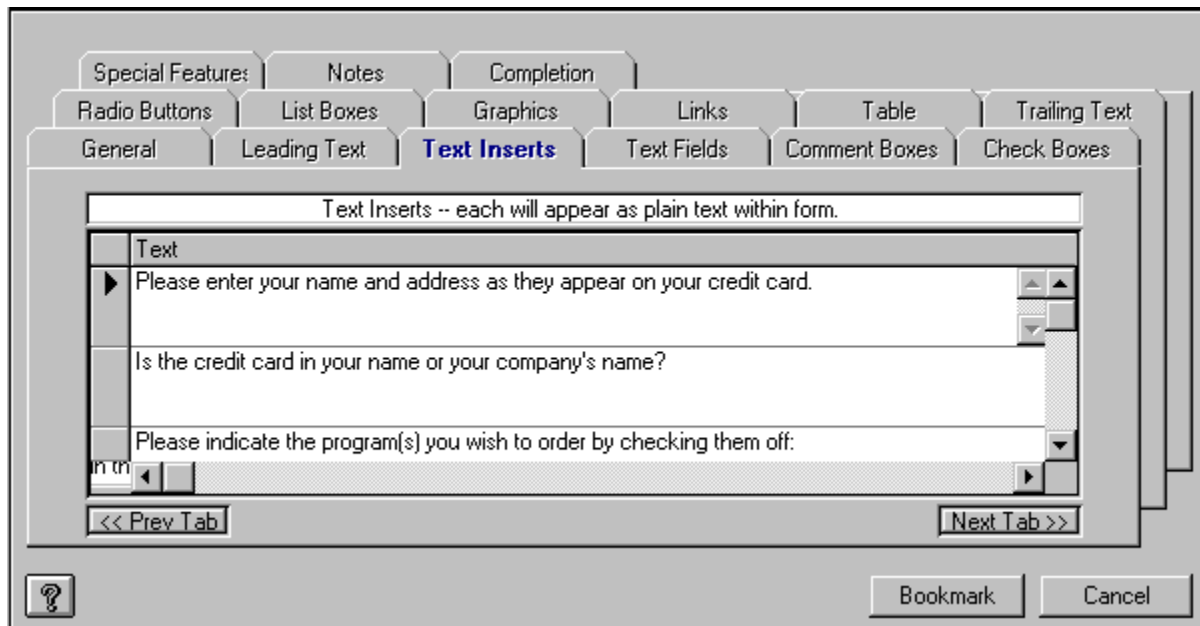 Special Features Notes Completion
Radio Buttons List Boxes Graphics Links Table Trailing Text
General Leading Text Text Inserts Text Fields Comment Boxes Check Boxes
Text Inserts -- each will appear as plain text within form.
Text
Please enter your name and address as they appear on your credit card.
Is the credit card in your name or your company's name?
Please indicate the program(s) you wish to order by checking them off:
<< Prev Tab Next Tab >>
? Bookmark Cancel